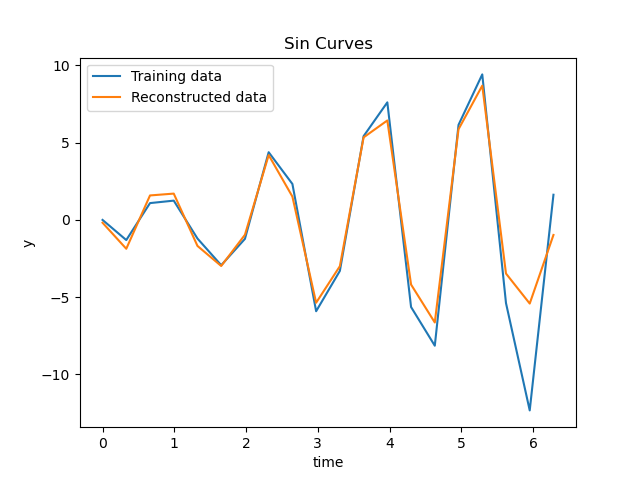 Sin Curves
Training data
Reconstructed data
10
5
0
−5
−10
y
0 1 2 3 4 5 6
time